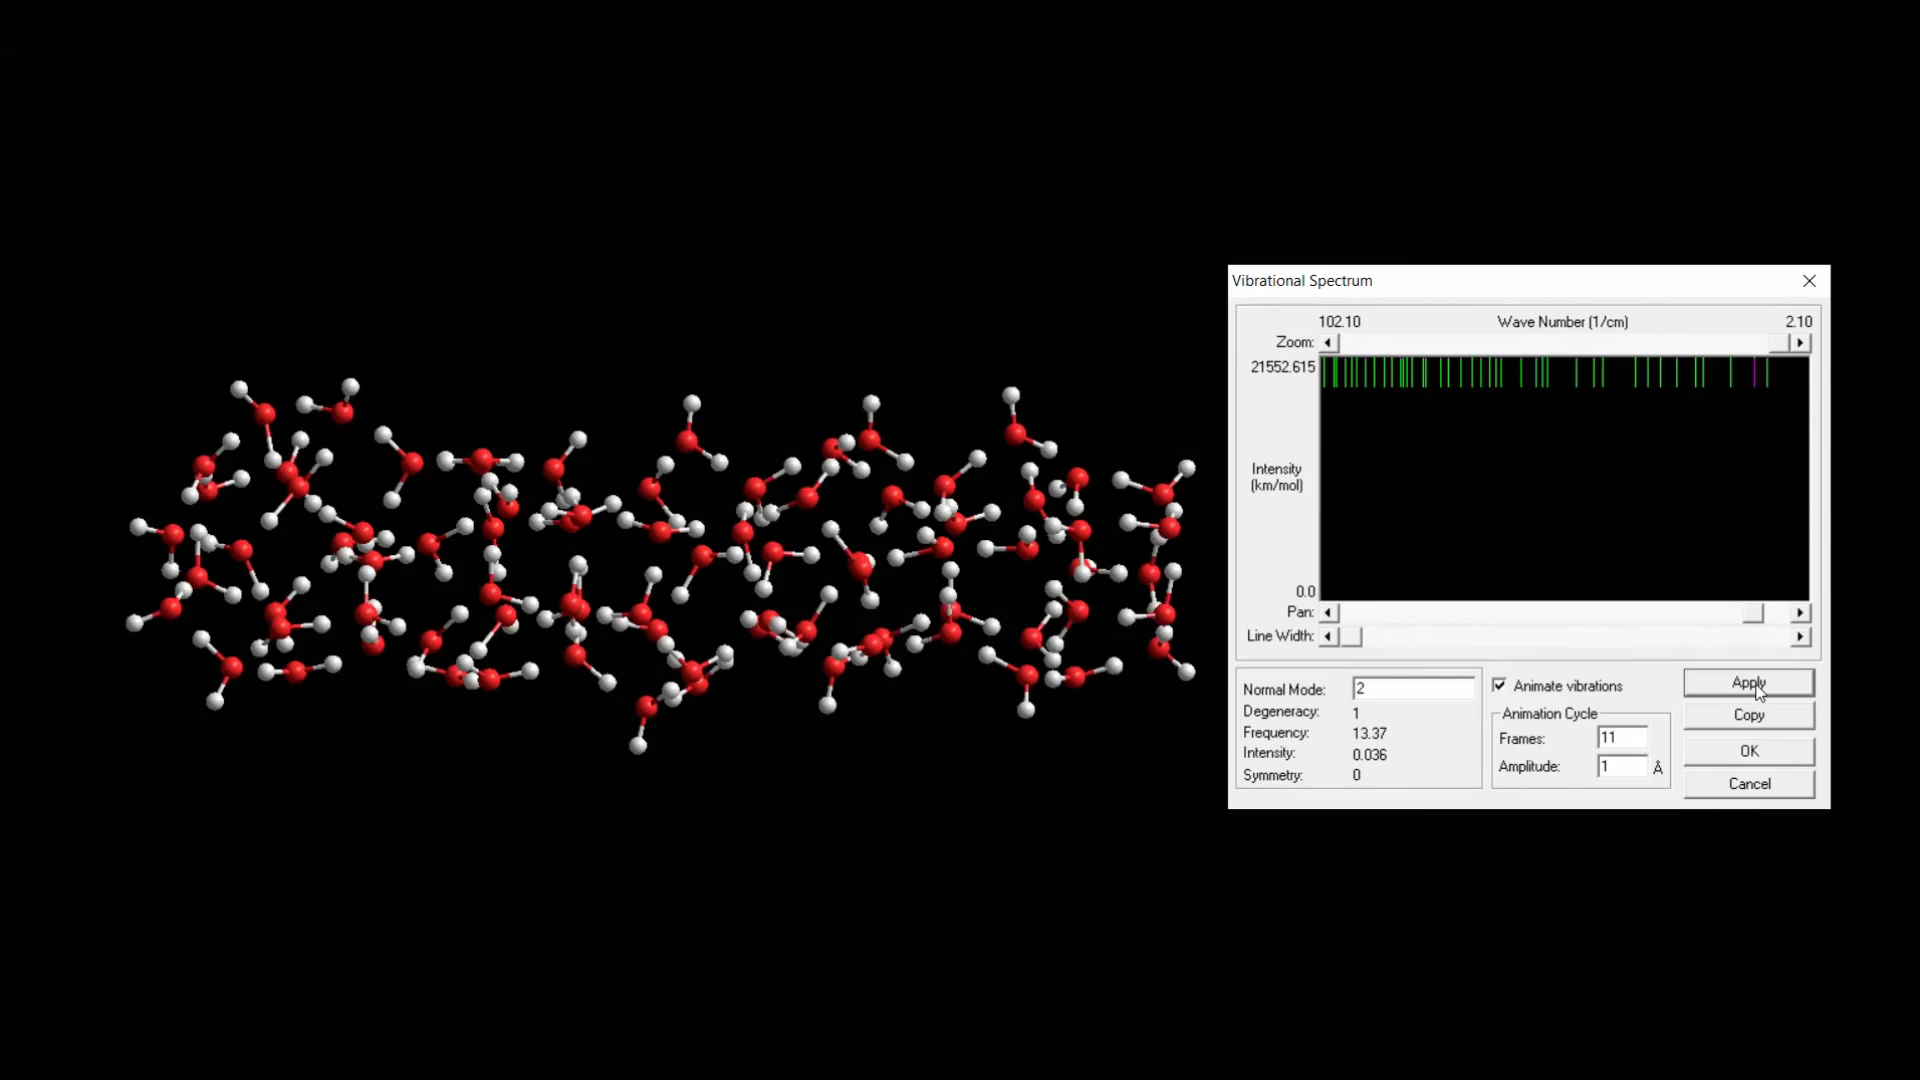 Vibrational Spectrum
102.10 Wave Number (1/cm) 2.10
Zoom:
21552.615
Intensity
(km/mol)
0.0
Pan:
Line Width:
Normal Mode: 2
Degeneracy: 1
Frequency: 13.37
Intensity: 0.036
Symmetry: 0
Animate vibrations
Animation Cycle
Frames: 11
Amplitude: 1 Å
Apply
Copy
OK
Cancel